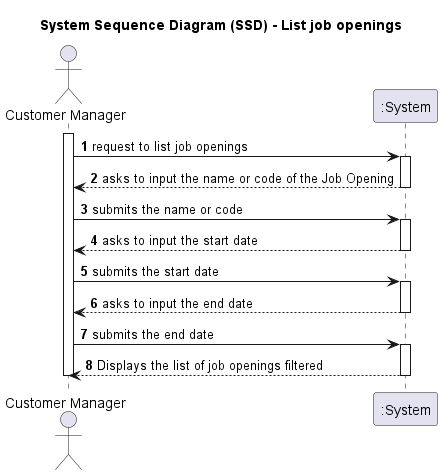 System Sequence Diagram (SSD) - List job openings
Customer Manager
:System
1 request to list job openings
2 asks to input the name or code of the Job Opening
3 submits the name or code
4 asks to input the start date
5 submits the start date
6 asks to input the end date
7 submits the end date
8 Displays the list of job openings filtered
Customer Manager
:System